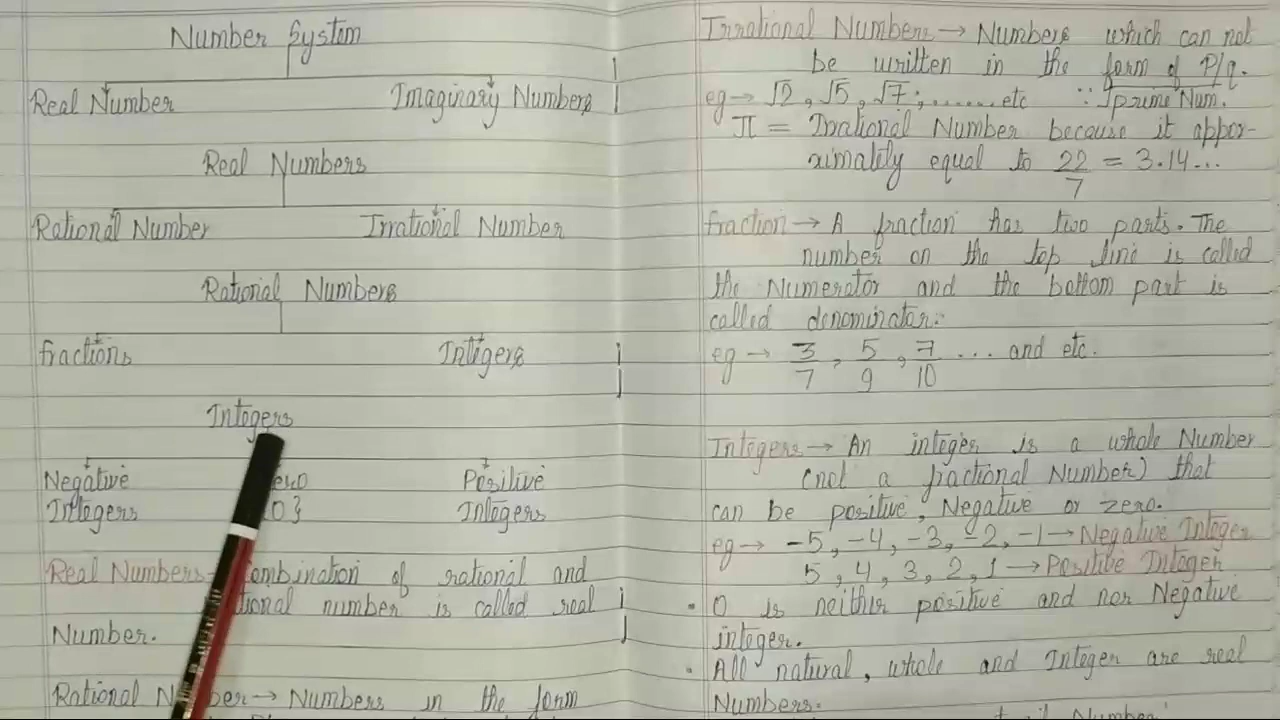 Number System
Real Number Imaginary Numbers
Real Numbers
Rational Number Irrational Number
Rational Numbers
fractions Intigers
Integers
Negative Positive
Integers 0} Integers
Real Numbers combination of rational and
number is called real
Number.
Rational → Numbers in the form
Irrational Numbers → Numbers which can not
be written in the form of P/q.
eg → √2, √5, √7, ....... etc ∵ √prime Num.
π = Irrational Number because it appor-
ximately equal to 22/7 = 3.14...
fraction → A fraction has two parts. The
number on the top line is called
the Numerator and the bottom part is
called denominator.
eg → 3/7, 5/9, 7/10 ... and etc.
Integers → An integer is a whole Number
(not a fractional Number) that
can be positive, Negative or zero.
eg → -5, -4, -3, -2, -1 → Negative Integer
5, 4, 3, 2, 1 → Positive Integer
• 0 is neither positive and nor Negative
integer.
• All natural, whole and Integer are real
Numbers.